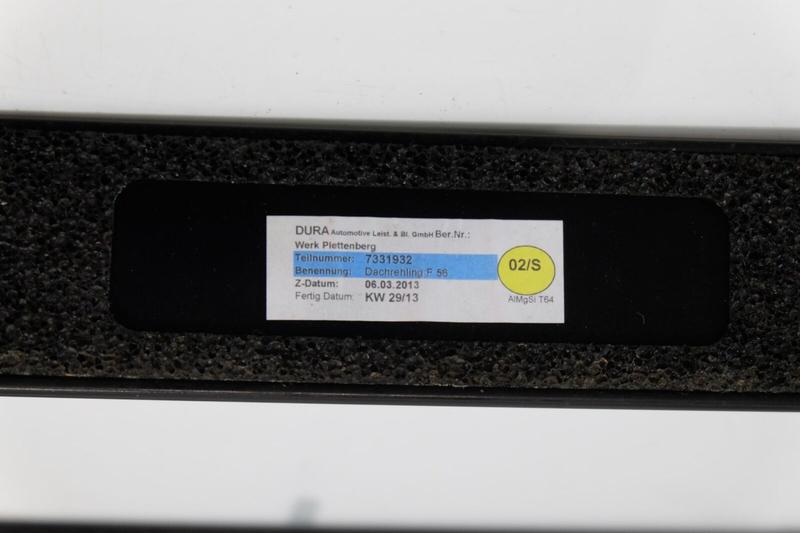 DURA Automotive Leist. & Bl. GmbH Ber.Nr.:
Werk Plettenberg
Teilnummer: 7331932
Benennung: Dachrehling F 56
Z-Datum: 06.03.2013
Fertig Datum: KW 29/13
02/S
AlMgSi T64